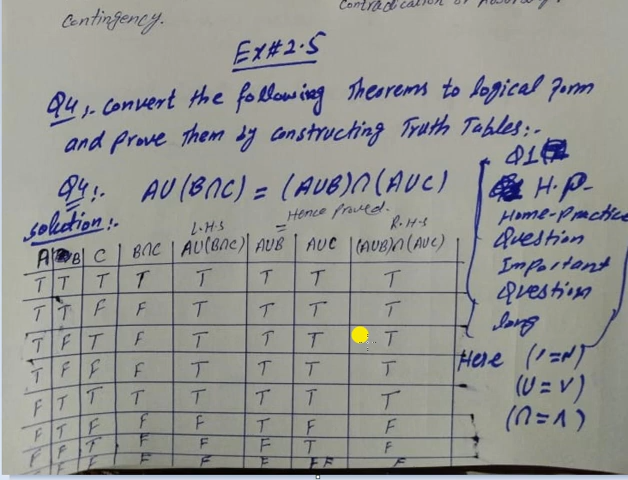 Contingency.
Ex#2.5
Q4:- Convert the following Theorems to logical form
and prove them by constructing Truth Tables:-
Q4:- AU(B∩C) = (AUB)∩(AUC)
= Hence proved.
Solution:-
L.H.S R.H.S
A B C B∩C AU(B∩C) AUB AUC (AUB)∩(AUC)
T T T T T T T T
T T F F T T T T
T F T F T T T T
T F F F T T T T
F T T T T T T T
F T F F F T F F
F F T F F F T F
F F F F F F F F
Q1
H.P-
Home-Practice
Question
Important
Question
long
Here (/=~)
(U=V)
(∩=Λ)